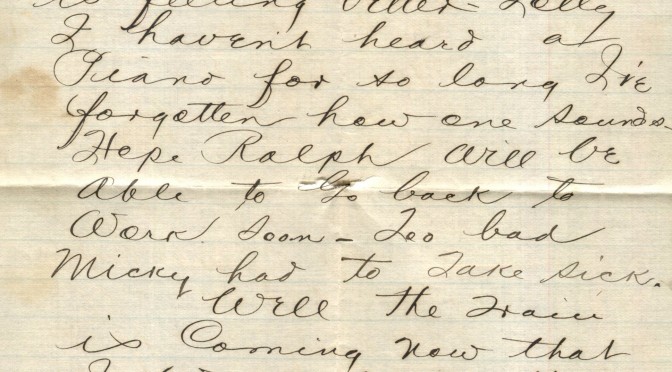 is feeling better - Golly
I haven't heard a
Piano for so long I've
forgotten how one sounds.
Hope Ralph will be
Able to Go back to
Work soon - Too bad
Micky had to Take sick.
Well the train
is Coming now that